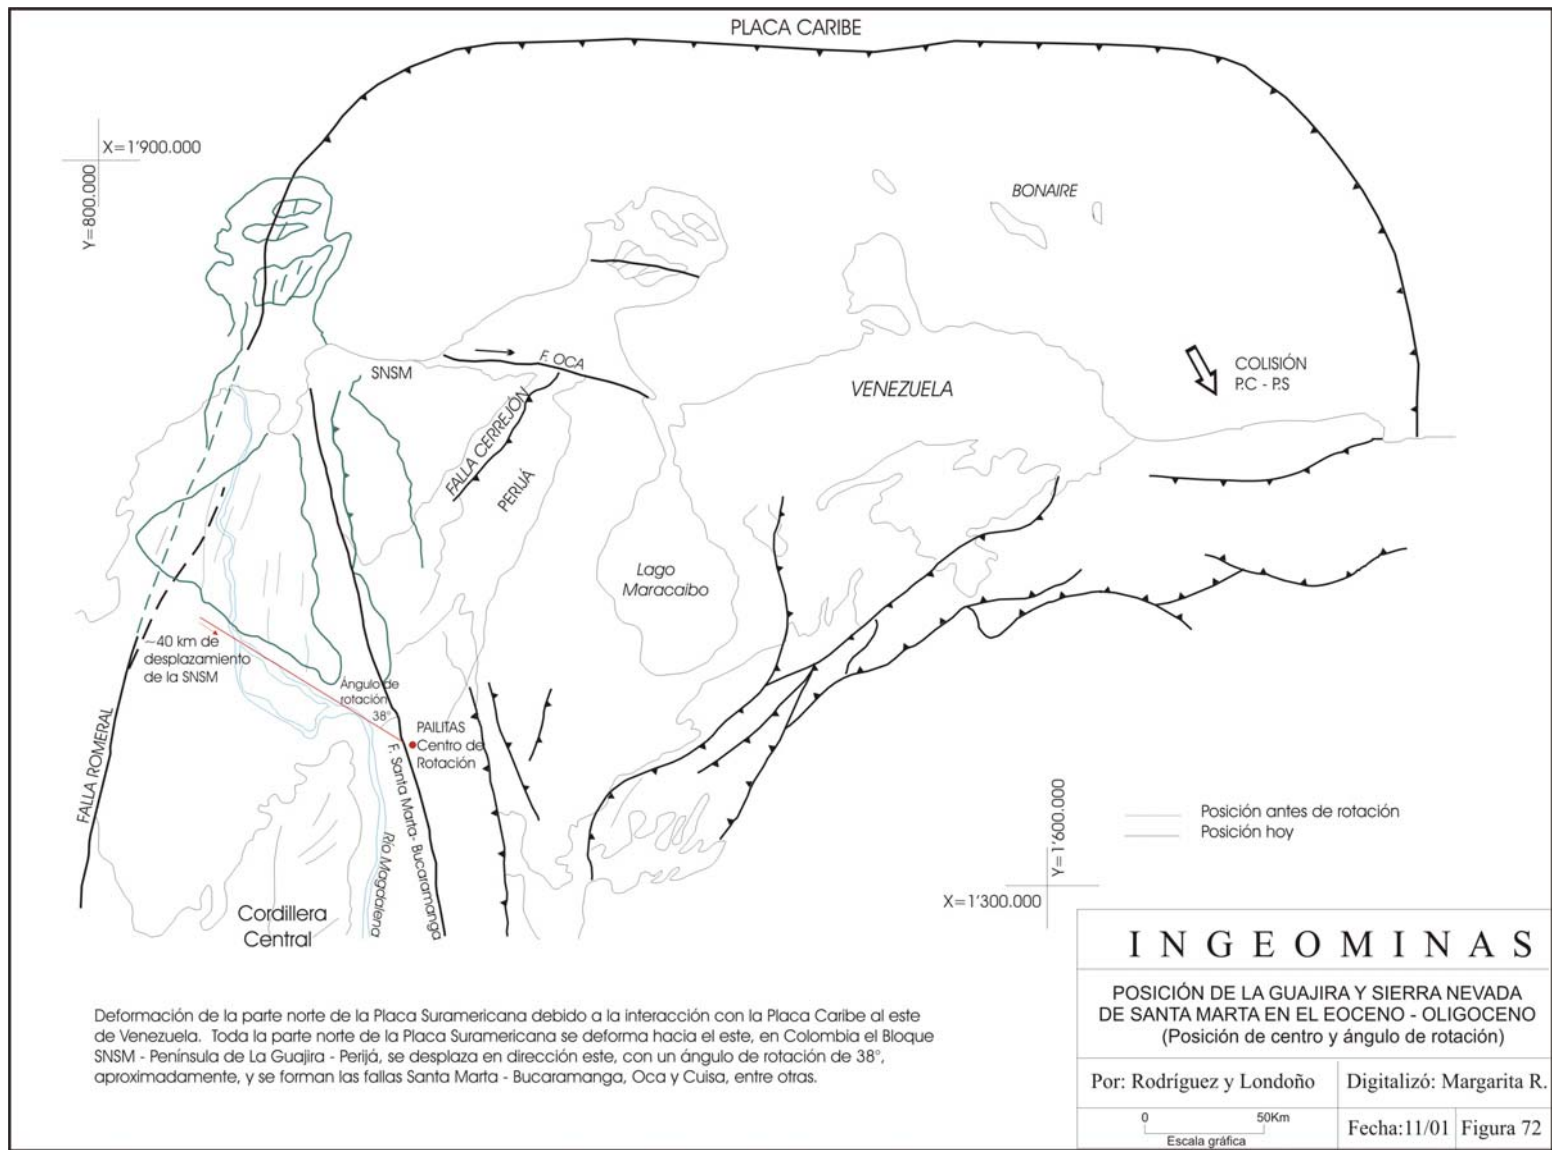 PLACA CARIBE
X=1'900.000
Y=800.000
BONAIRE
COLISIÓN
P.C - P.S
F. OCA
SNSM
VENEZUELA
FALLA CERREJÓN
PERIJÁ
Lago
Maracaibo
~40 km de
desplazamiento
de la SNSM
Ángulo de
rotación
38°
PAILITAS
Centro de
Rotación
FALLA ROMERAL
F. Santa Marta- Bucaramanga
Río Magdalena
Cordillera
Central
Posición antes de rotación
Posición hoy
Y=1'600.000
X=1'300.000
Deformación de la parte norte de la Placa Suramericana debido a la interacción con la Placa Caribe al este
de Venezuela. Toda la parte norte de la Placa Suramericana se deforma hacia el este, en Colombia el Bloque
SNSM - Península de La Guajira - Perijá, se desplaza en dirección este, con un ángulo de rotación de 38°,
aproximadamente, y se forman las fallas Santa Marta - Bucaramanga, Oca y Cuisa, entre otras.
INGEOMINAS
POSICIÓN DE LA GUAJIRA Y SIERRA NEVADA
DE SANTA MARTA EN EL EOCENO - OLIGOCENO
(Posición de centro y ángulo de rotación)
Por: Rodríguez y Londoño
Digitalizó: Margarita R.
0 50Km
Escala gráfica
Fecha:11/01
Figura 72